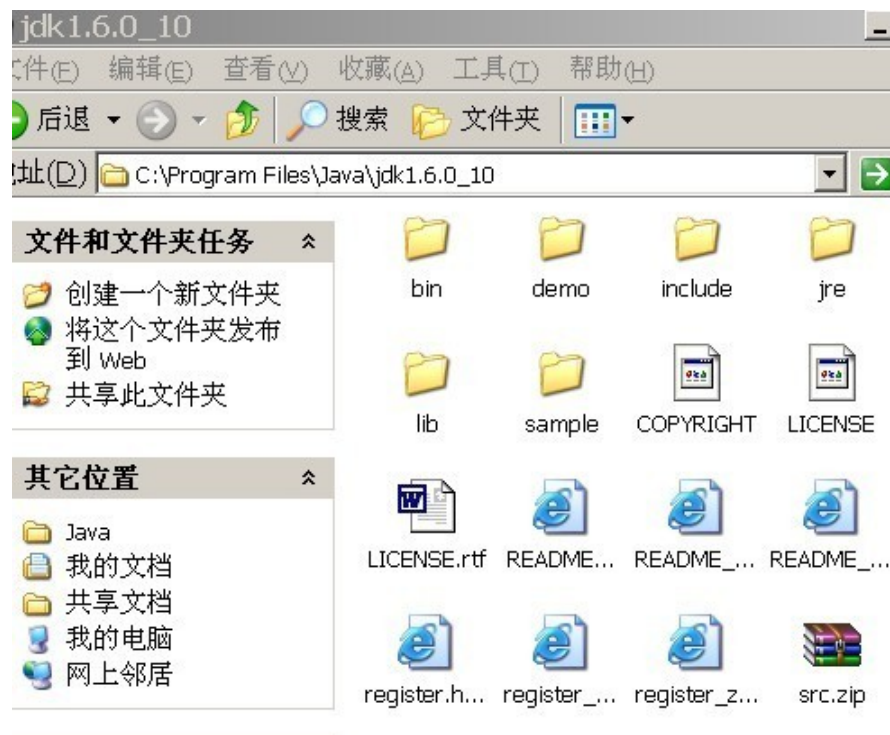 jdk1.6.0_10
件(E) 编辑(E) 查看(V) 收藏(A) 工具(T) 帮助(H)
后退 搜索 文件夹
址(D) C:\Program Files\Java\jdk1.6.0_10
文件和文件夹任务
创建一个新文件夹
将这个文件夹发布
到 Web
共享此文件夹
其它位置
Java
我的文档
共享文档
我的电脑
网上邻居
bin demo include jre
lib sample COPYRIGHT LICENSE
LICENSE.rtf README... README_... README_...
register.h... register_... register_z... src.zip